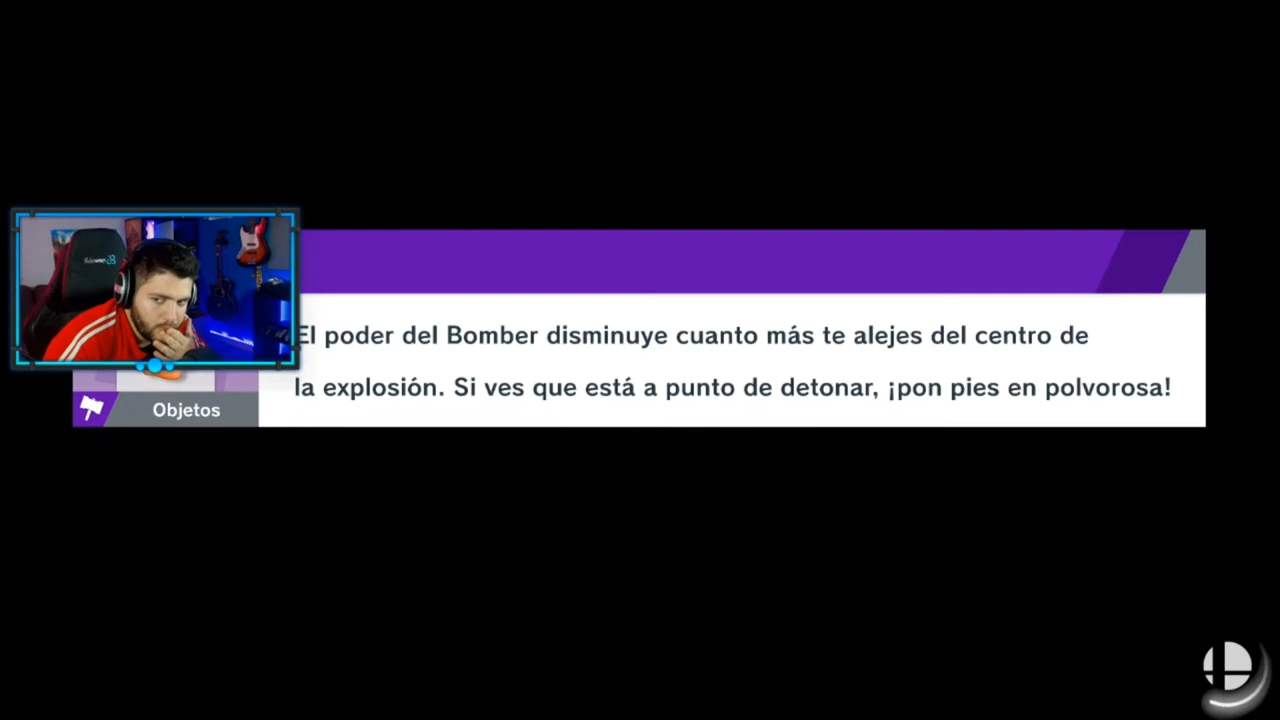 El poder del Bomber disminuye cuanto más te alejes del centro de
la explosión. Si ves que está a punto de detonar, ¡pon pies en polvorosa!
Objetos